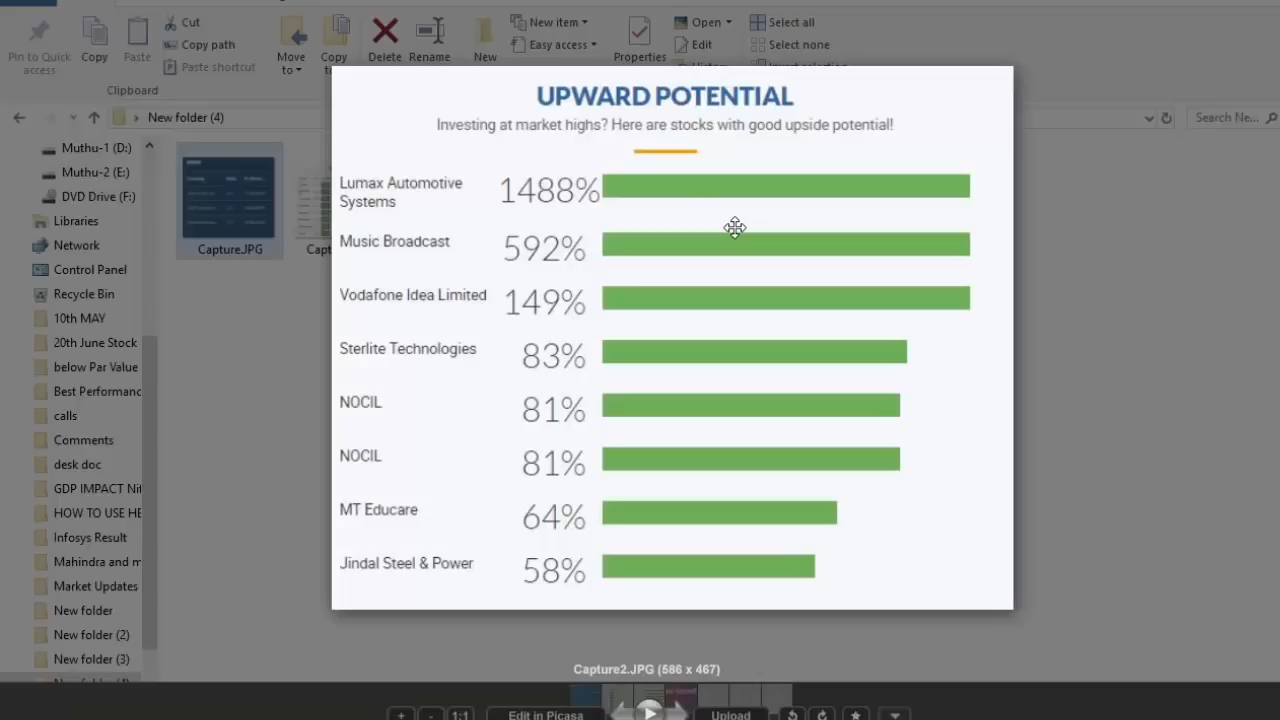 Cut
New item
Open
Select all
Copy path
Easy access
Edit
Select none
Pin to Quick
access
Copy
Paste
Paste shortcut
Move
to
Copy
Delete
Rename
New
Properties
Clipboard
New folder (4)
Search Ne...
Muthu-1 (D:)
Muthu-2 (E:)
DVD Drive (F:)
Libraries
Network
Control Panel
Recycle Bin
10th MAY
20th June Stock
below Par Value
Best Performanc
calls
Comments
desk doc
GDP IMPACT Nif
HOW TO USE HE
Infosys Result
Mahindra and m
Market Updates
New folder
New folder (2)
New folder (3)
Capture.JPG
Capt
UPWARD POTENTIAL
Investing at market highs? Here are stocks with good upside potential!
Lumax Automotive 1488%
Systems
Music Broadcast 592%
Vodafone Idea Limited 149%
Sterlite Technologies 83%
NOCIL 81%
NOCIL 81%
MT Educare 64%
Jindal Steel & Power 58%
Capture2.JPG (586 x 467)
1:1
Edit in Picasa
Upload